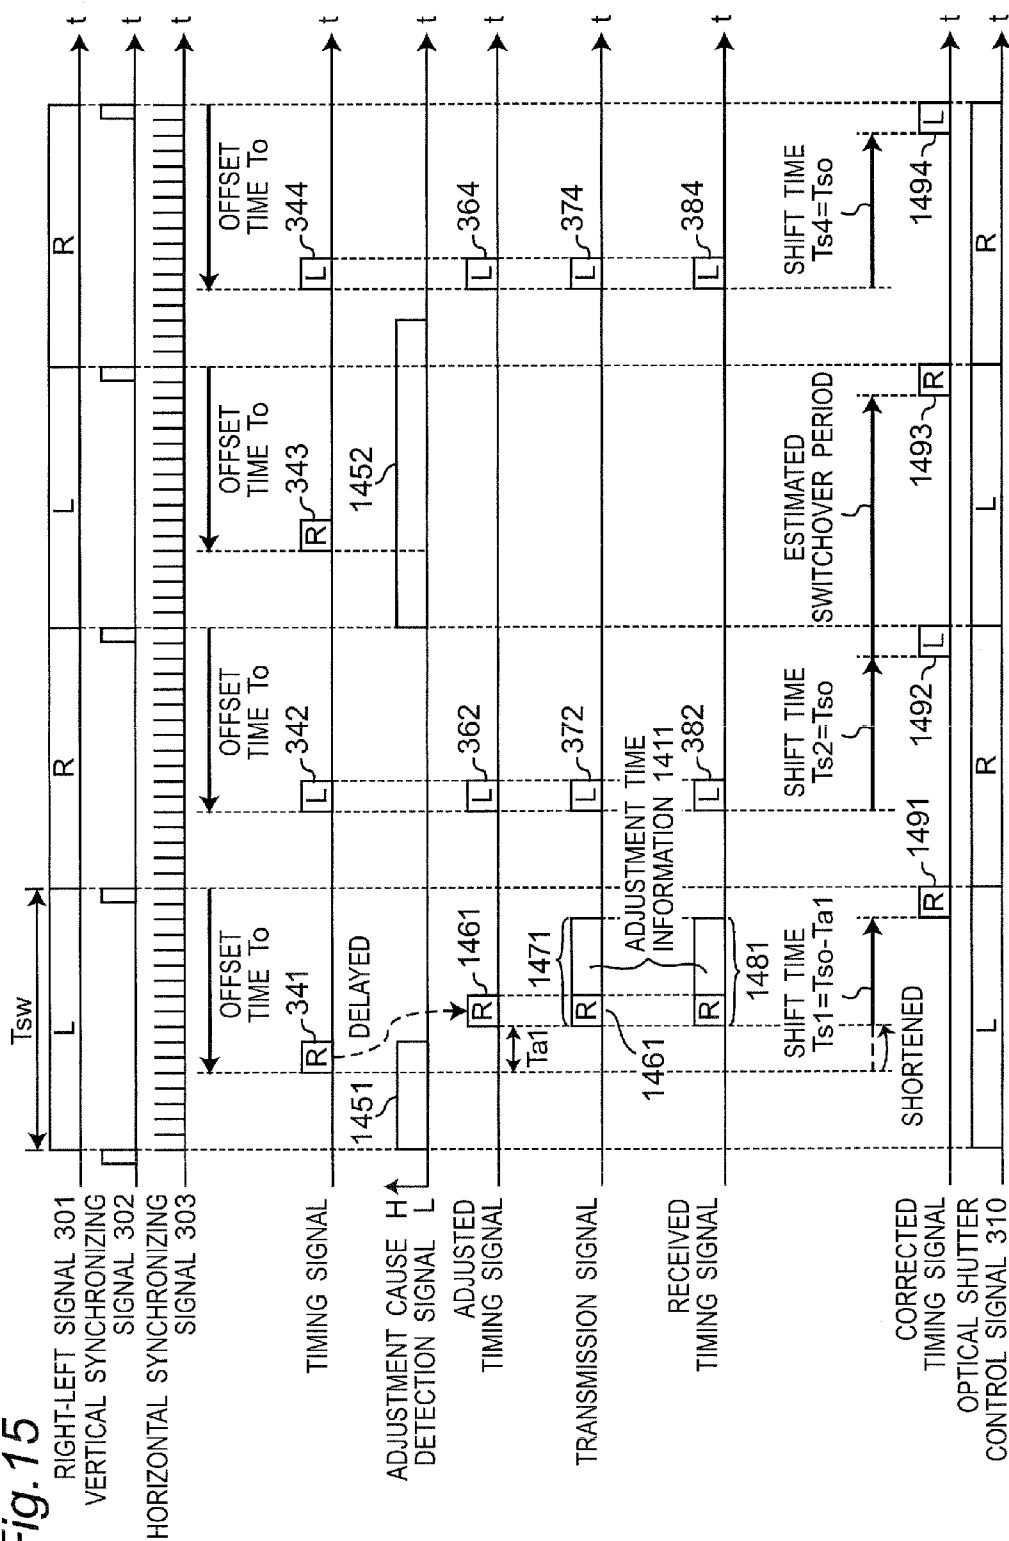 Fig.15
Tsw
RIGHT-LEFT SIGNAL 301
L
R
L
R
t
VERTICAL SYNCHRONIZING
SIGNAL 302
t
HORIZONTAL SYNCHRONIZING
SIGNAL 303
t
OFFSET
TIME To
OFFSET
TIME To
OFFSET
TIME To
OFFSET
TIME To
341
342
343
344
TIMING SIGNAL
R
L
R
L
t
DELAYED
1451
1452
ADJUSTMENT CAUSE H
DETECTION SIGNAL L
t
1461
362
364
ADJUSTED
TIMING SIGNAL
R
L
L
t
Ta1
1471
372
374
TRANSMISSION SIGNAL
R
L
L
t
1461
ADJUSTMENT TIME
INFORMATION 1411
382
384
RECEIVED
TIMING SIGNAL
R
L
L
t
1481
SHIFT TIME
Ts1=Tso-Ta1
SHIFT TIME
Ts2=Tso
ESTIMATED
SWITCHOVER PERIOD
SHIFT TIME
Ts4=Tso
SHORTENED
1491
1492
1493
1494
CORRECTED
TIMING SIGNAL
R
L
R
L
t
OPTICAL SHUTTER
CONTROL SIGNAL 310
L
R
L
R
t